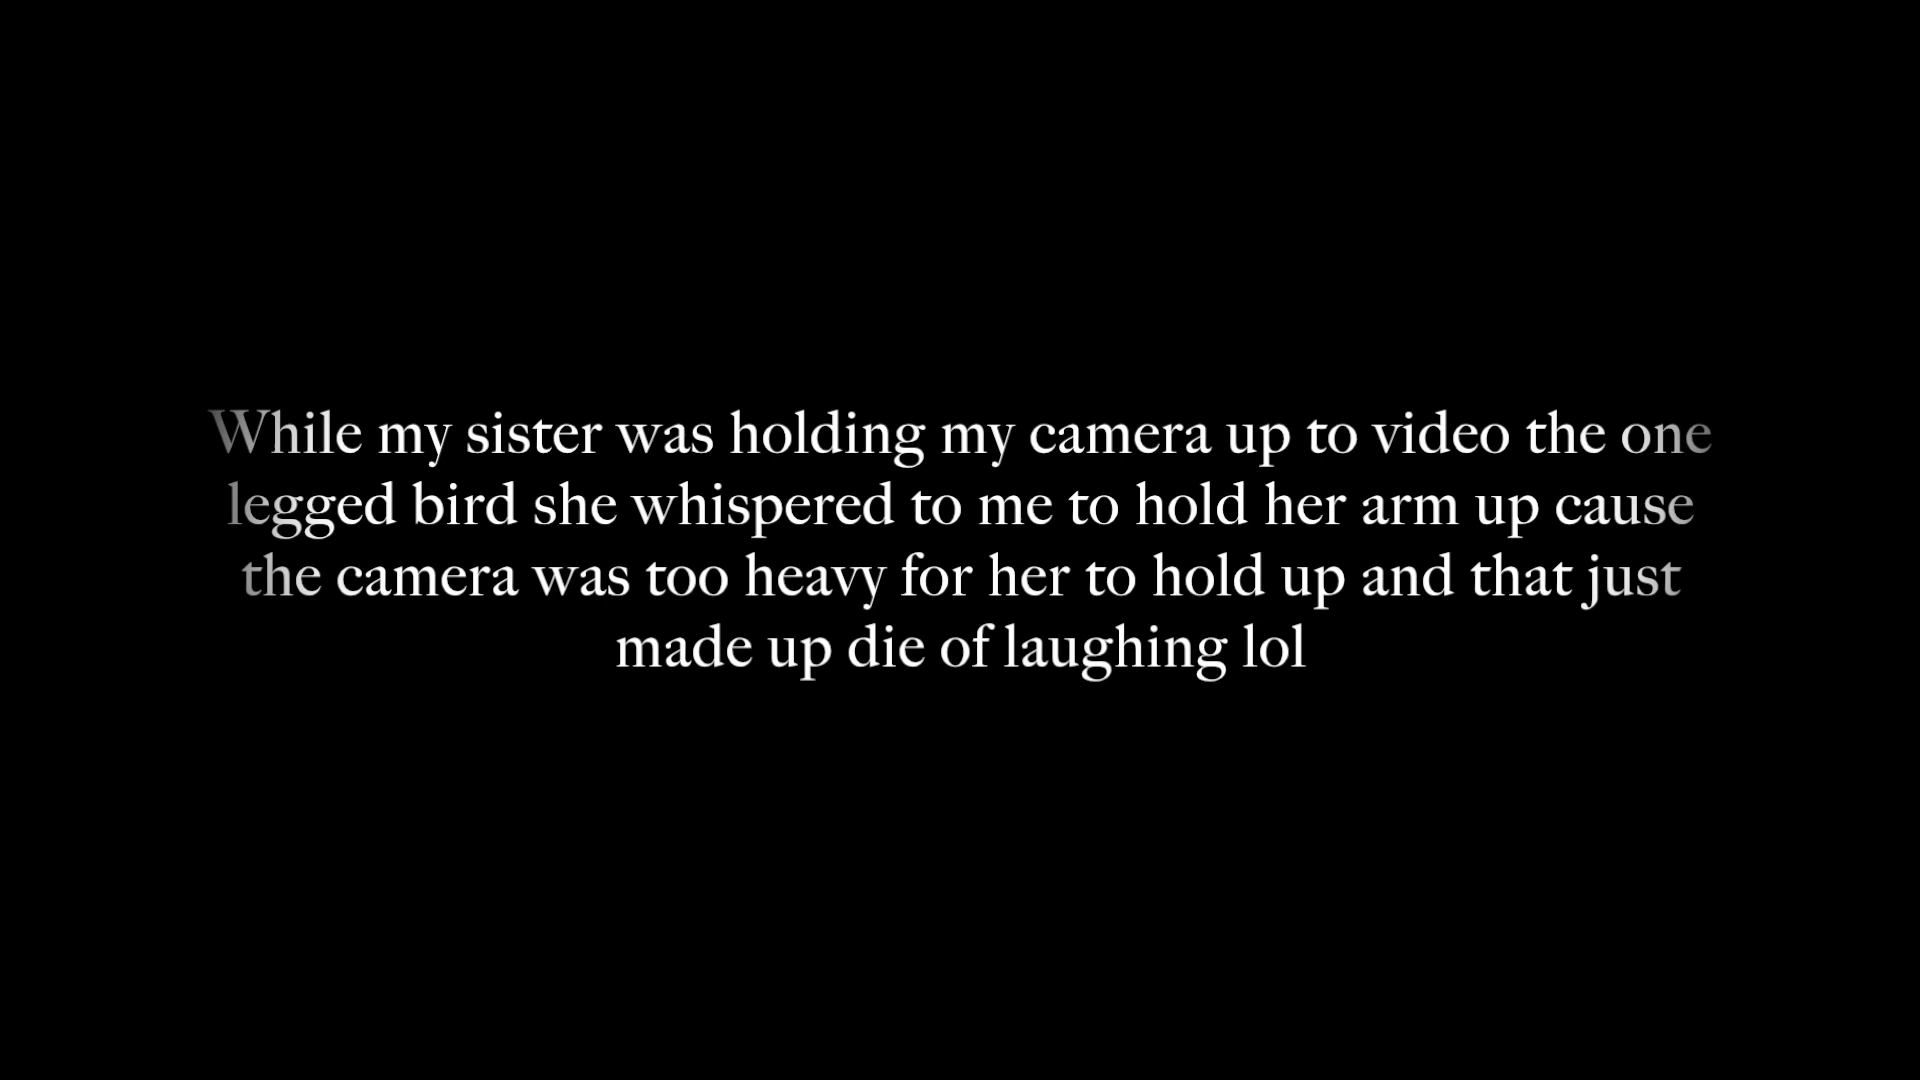 While my sister was holding my camera up to video the one
legged bird she whispered to me to hold her arm up cause
the camera was too heavy for her to hold up and that just
made up die of laughing lol